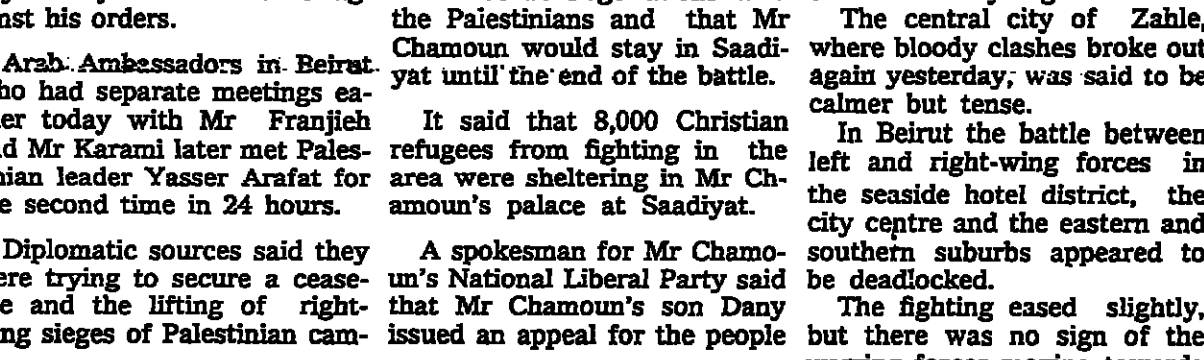 nst his orders.
Arab Ambassadors in Beirut
ho had separate meetings ea-
er today with Mr Franjieh
d Mr Karami later met Pales-
nian leader Yasser Arafat for
e second time in 24 hours.
Diplomatic sources said they
ere trying to secure a cease-
e and the lifting of right-
ng sieges of Palestinian cam-
the Palestinians and that Mr
Chamoun would stay in Saadi-
yat until the end of the battle.
It said that 8,000 Christian
refugees from fighting in the
area were sheltering in Mr Ch-
amoun's palace at Saadiyat.
A spokesman for Mr Chamo-
un's National Liberal Party said
that Mr Chamoun's son Dany
issued an appeal for the people
The central city of Zahle,
where bloody clashes broke out
again yesterday, was said to be
calmer but tense.
In Beirut the battle between
left and right-wing forces in
the seaside hotel district, the
city centre and the eastern and
southern suburbs appeared to
be deadlocked.
The fighting eased slightly,
but there was no sign of the